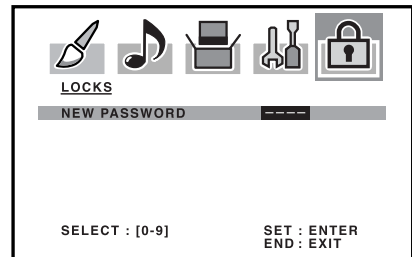 LOCKS
NEW PASSWORD ----
SELECT : [0-9]
SET : ENTER
END : EXIT